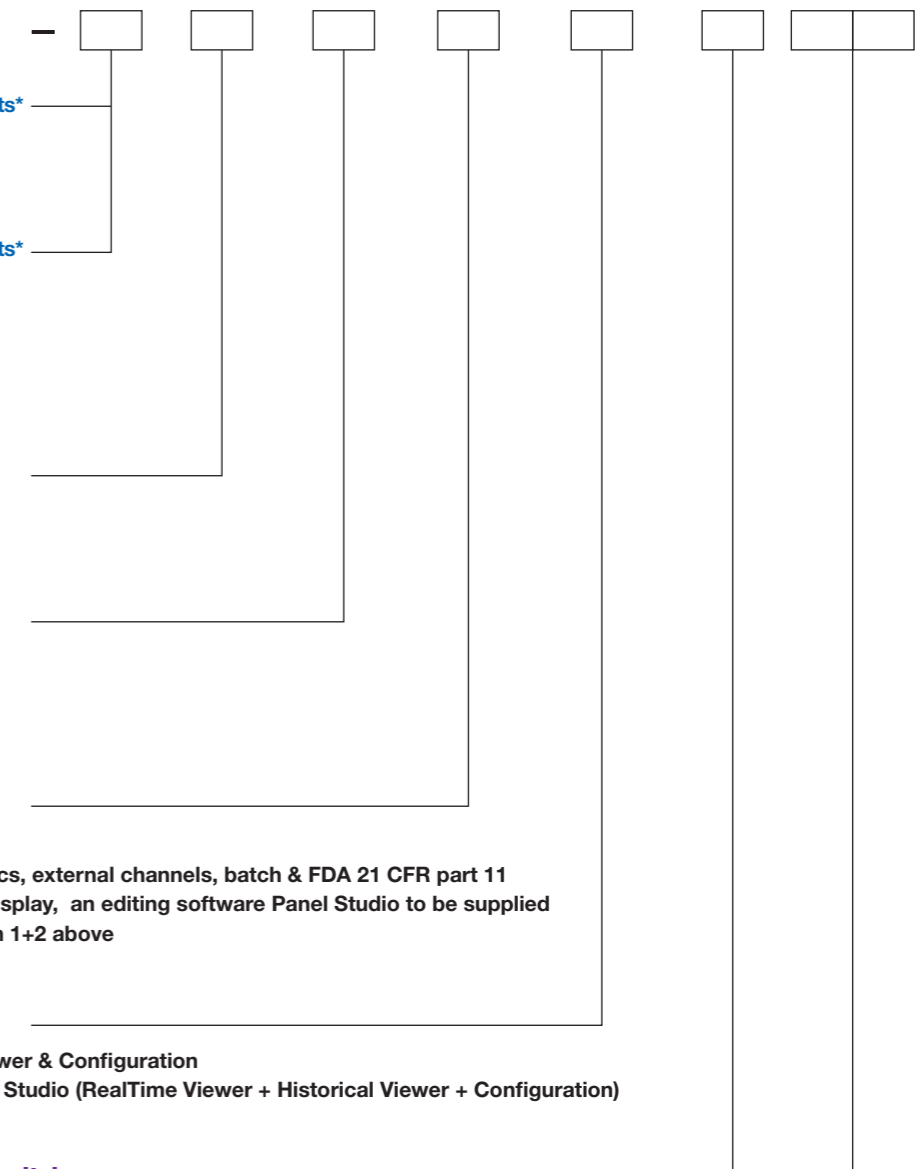 –
ts*
ts*
cs, external channels, batch & FDA 21 CFR part 11
splay, an editing software Panel Studio to be supplied
1+2 above
wer & Configuration
Studio (RealTime Viewer + Historical Viewer + Configuration)